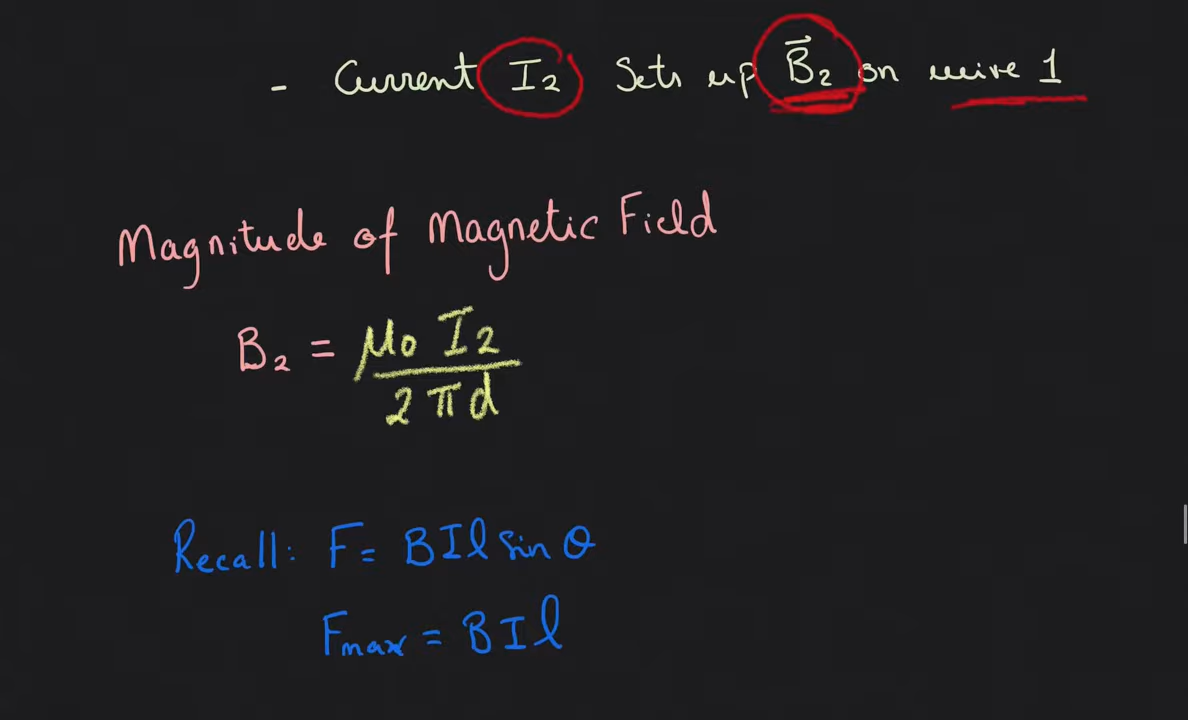 - Current I₂ Sets up B⃗₂ on wire 1
Magnitude of Magnetic Field
B₂ = μ₀ I₂ / 2πd
Recall: F = BIl sin θ
Fmax = BIl